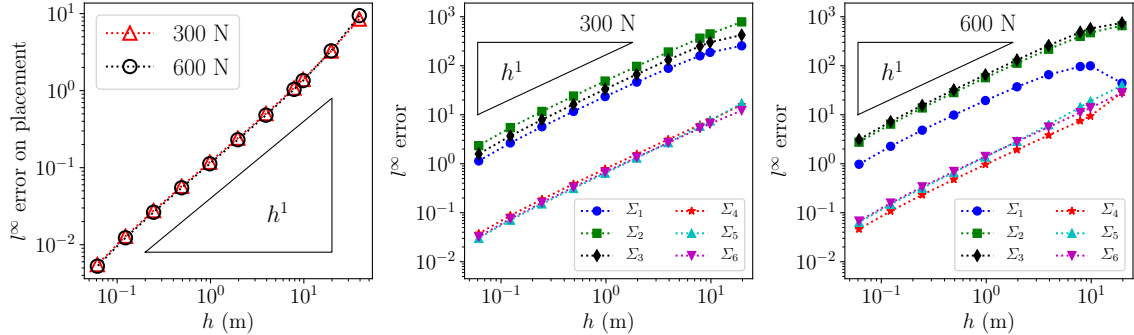 10¹
10⁰
10⁻¹
10⁻²
l∞ error on placement
300 N
600 N
h¹
10⁻¹ 10⁰ 10¹
h (m)
300 N
10³
10²
10¹
10⁰
10⁻¹
10⁻²
l∞ error
h¹
Σ₁ Σ₄
Σ₂ Σ₅
Σ₃ Σ₆
10⁻¹ 10⁰ 10¹
h (m)
600 N
10³
10²
10¹
10⁰
10⁻¹
10⁻²
l∞ error
h¹
Σ₁ Σ₄
Σ₂ Σ₅
Σ₃ Σ₆
10⁻¹ 10⁰ 10¹
h (m)